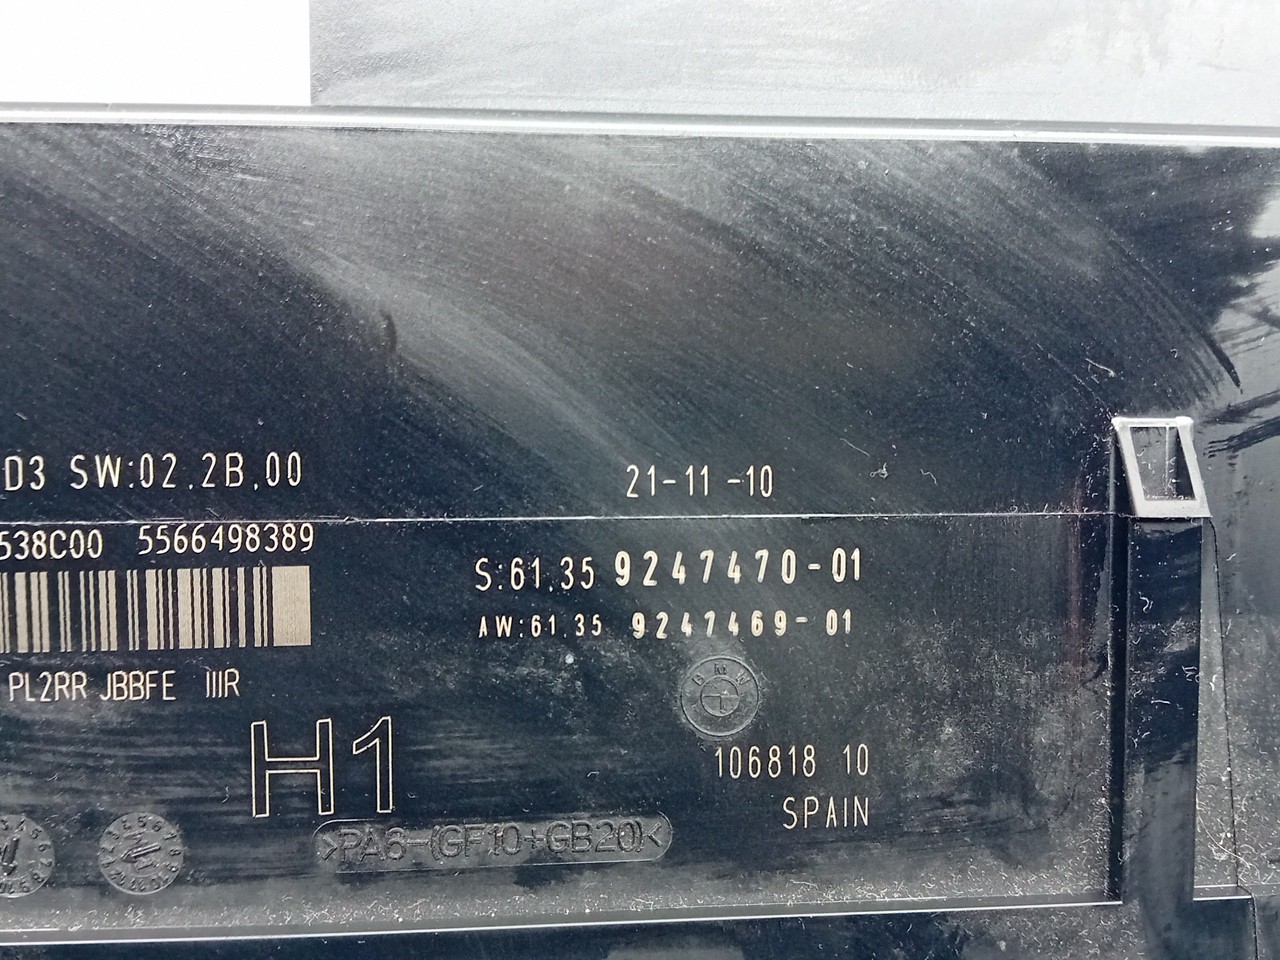 D3 SW:02.2B.00
21-11-10
538C00 5566498389
S:61.35 9247470-01
AW:61.35 9247469-01
PL2RR JBBFE IIIR
BMW
H1
106818 10
SPAIN
>PA6-(GF10+GB20)<